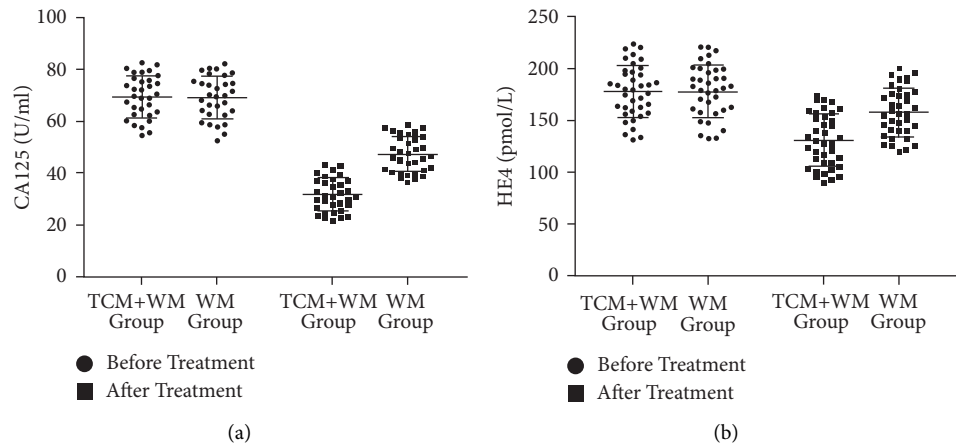 CA125 (U/ml)
100
80
60
40
20
0
TCM+WM
Group
WM
Group
TCM+WM
Group
WM
Group
Before Treatment
After Treatment
(a)
HE4 (pmol/L)
250
200
150
100
50
0
TCM+WM
Group
WM
Group
TCM+WM
Group
WM
Group
Before Treatment
After Treatment
(b)